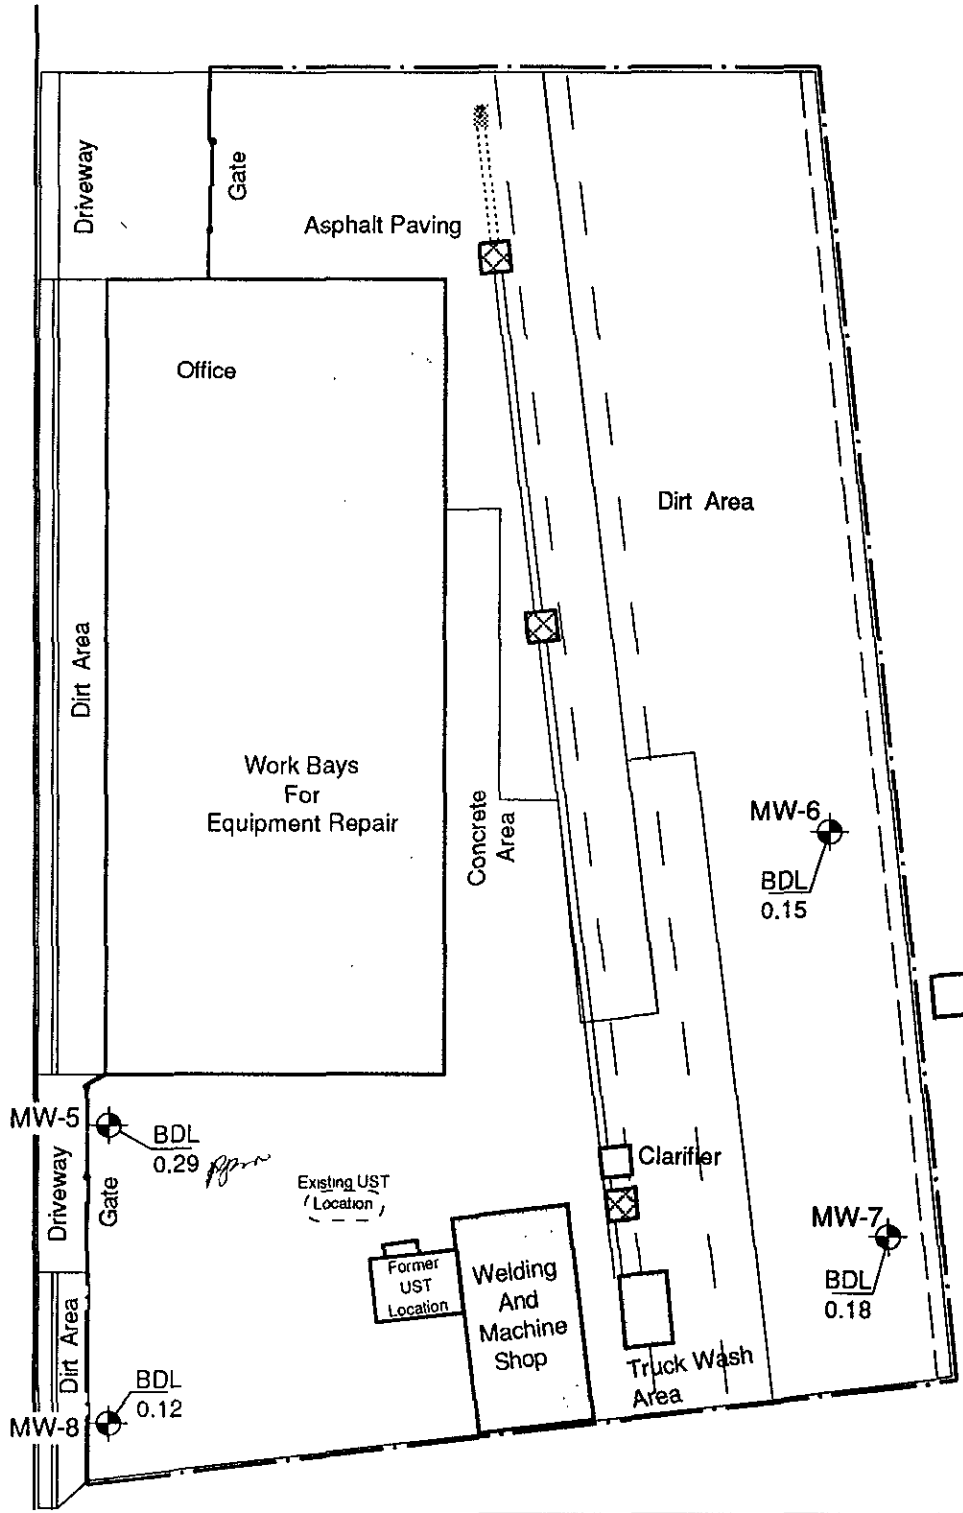 Driveway
Gate
Asphalt Paving
Office
Dirt Area
Dirt Area
Work Bays
For
Equipment Repair
Concrete
Area
MW-6
BDL
0.15
MW-5
BDL
0.29 ppm
Driveway
Gate
Existing UST
Location
Clarifier
MW-7
BDL
0.18
Former
UST
Location
Welding
And
Machine
Shop
Truck Wash
Area
Dirt Area
BDL
0.12
MW-8